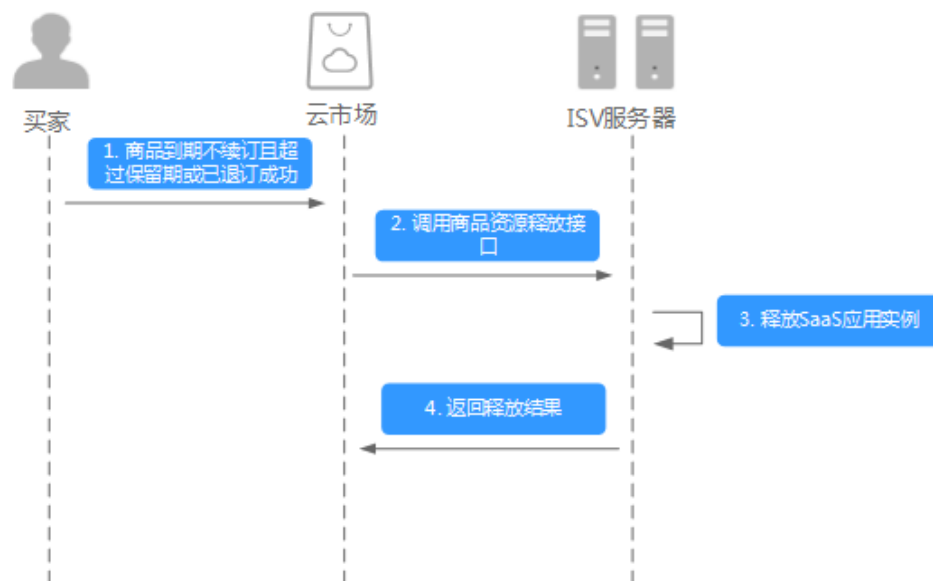 买家
云市场
ISV服务器
1. 商品到期不续订且超
过保留期或已退订成功
2. 调用商品资源释放接
口
3. 释放SaaS应用实例
4. 返回释放结果